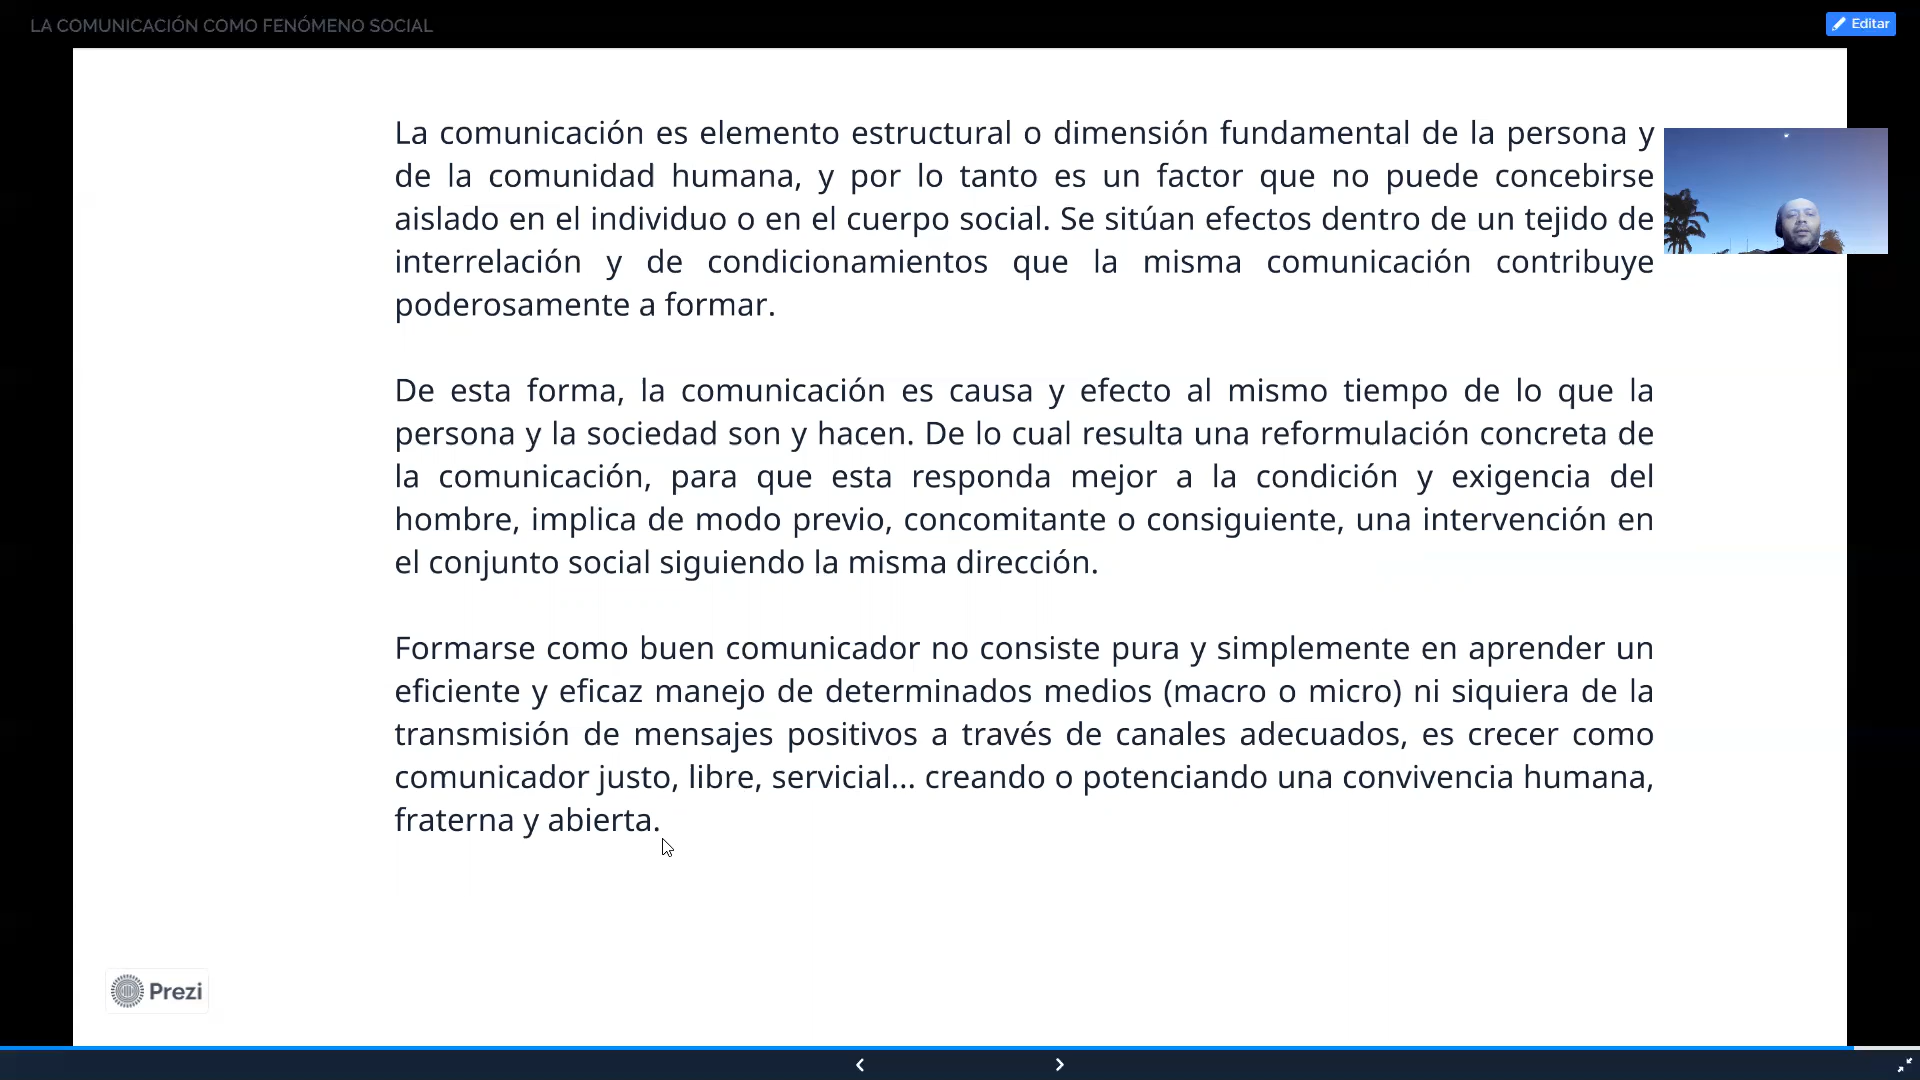 LA COMUNICACIÓN COMO FENÓMENO SOCIAL
Editar
La comunicación es elemento estructural o dimensión fundamental de la persona y
de la comunidad humana, y por lo tanto es un factor que no puede concebirse
aislado en el individuo o en el cuerpo social. Se sitúan efectos dentro de un tejido de
interrelación y de condicionamientos que la misma comunicación contribuye
poderosamente a formar.
De esta forma, la comunicación es causa y efecto al mismo tiempo de lo que la
persona y la sociedad son y hacen. De lo cual resulta una reformulación concreta de
la comunicación, para que esta responda mejor a la condición y exigencia del
hombre, implica de modo previo, concomitante o consiguiente, una intervención en
el conjunto social siguiendo la misma dirección.
Formarse como buen comunicador no consiste pura y simplemente en aprender un
eficiente y eficaz manejo de determinados medios (macro o micro) ni siquiera de la
transmisión de mensajes positivos a través de canales adecuados, es crecer como
comunicador justo, libre, servicial... creando o potenciando una convivencia humana,
fraterna y abierta.
Prezi